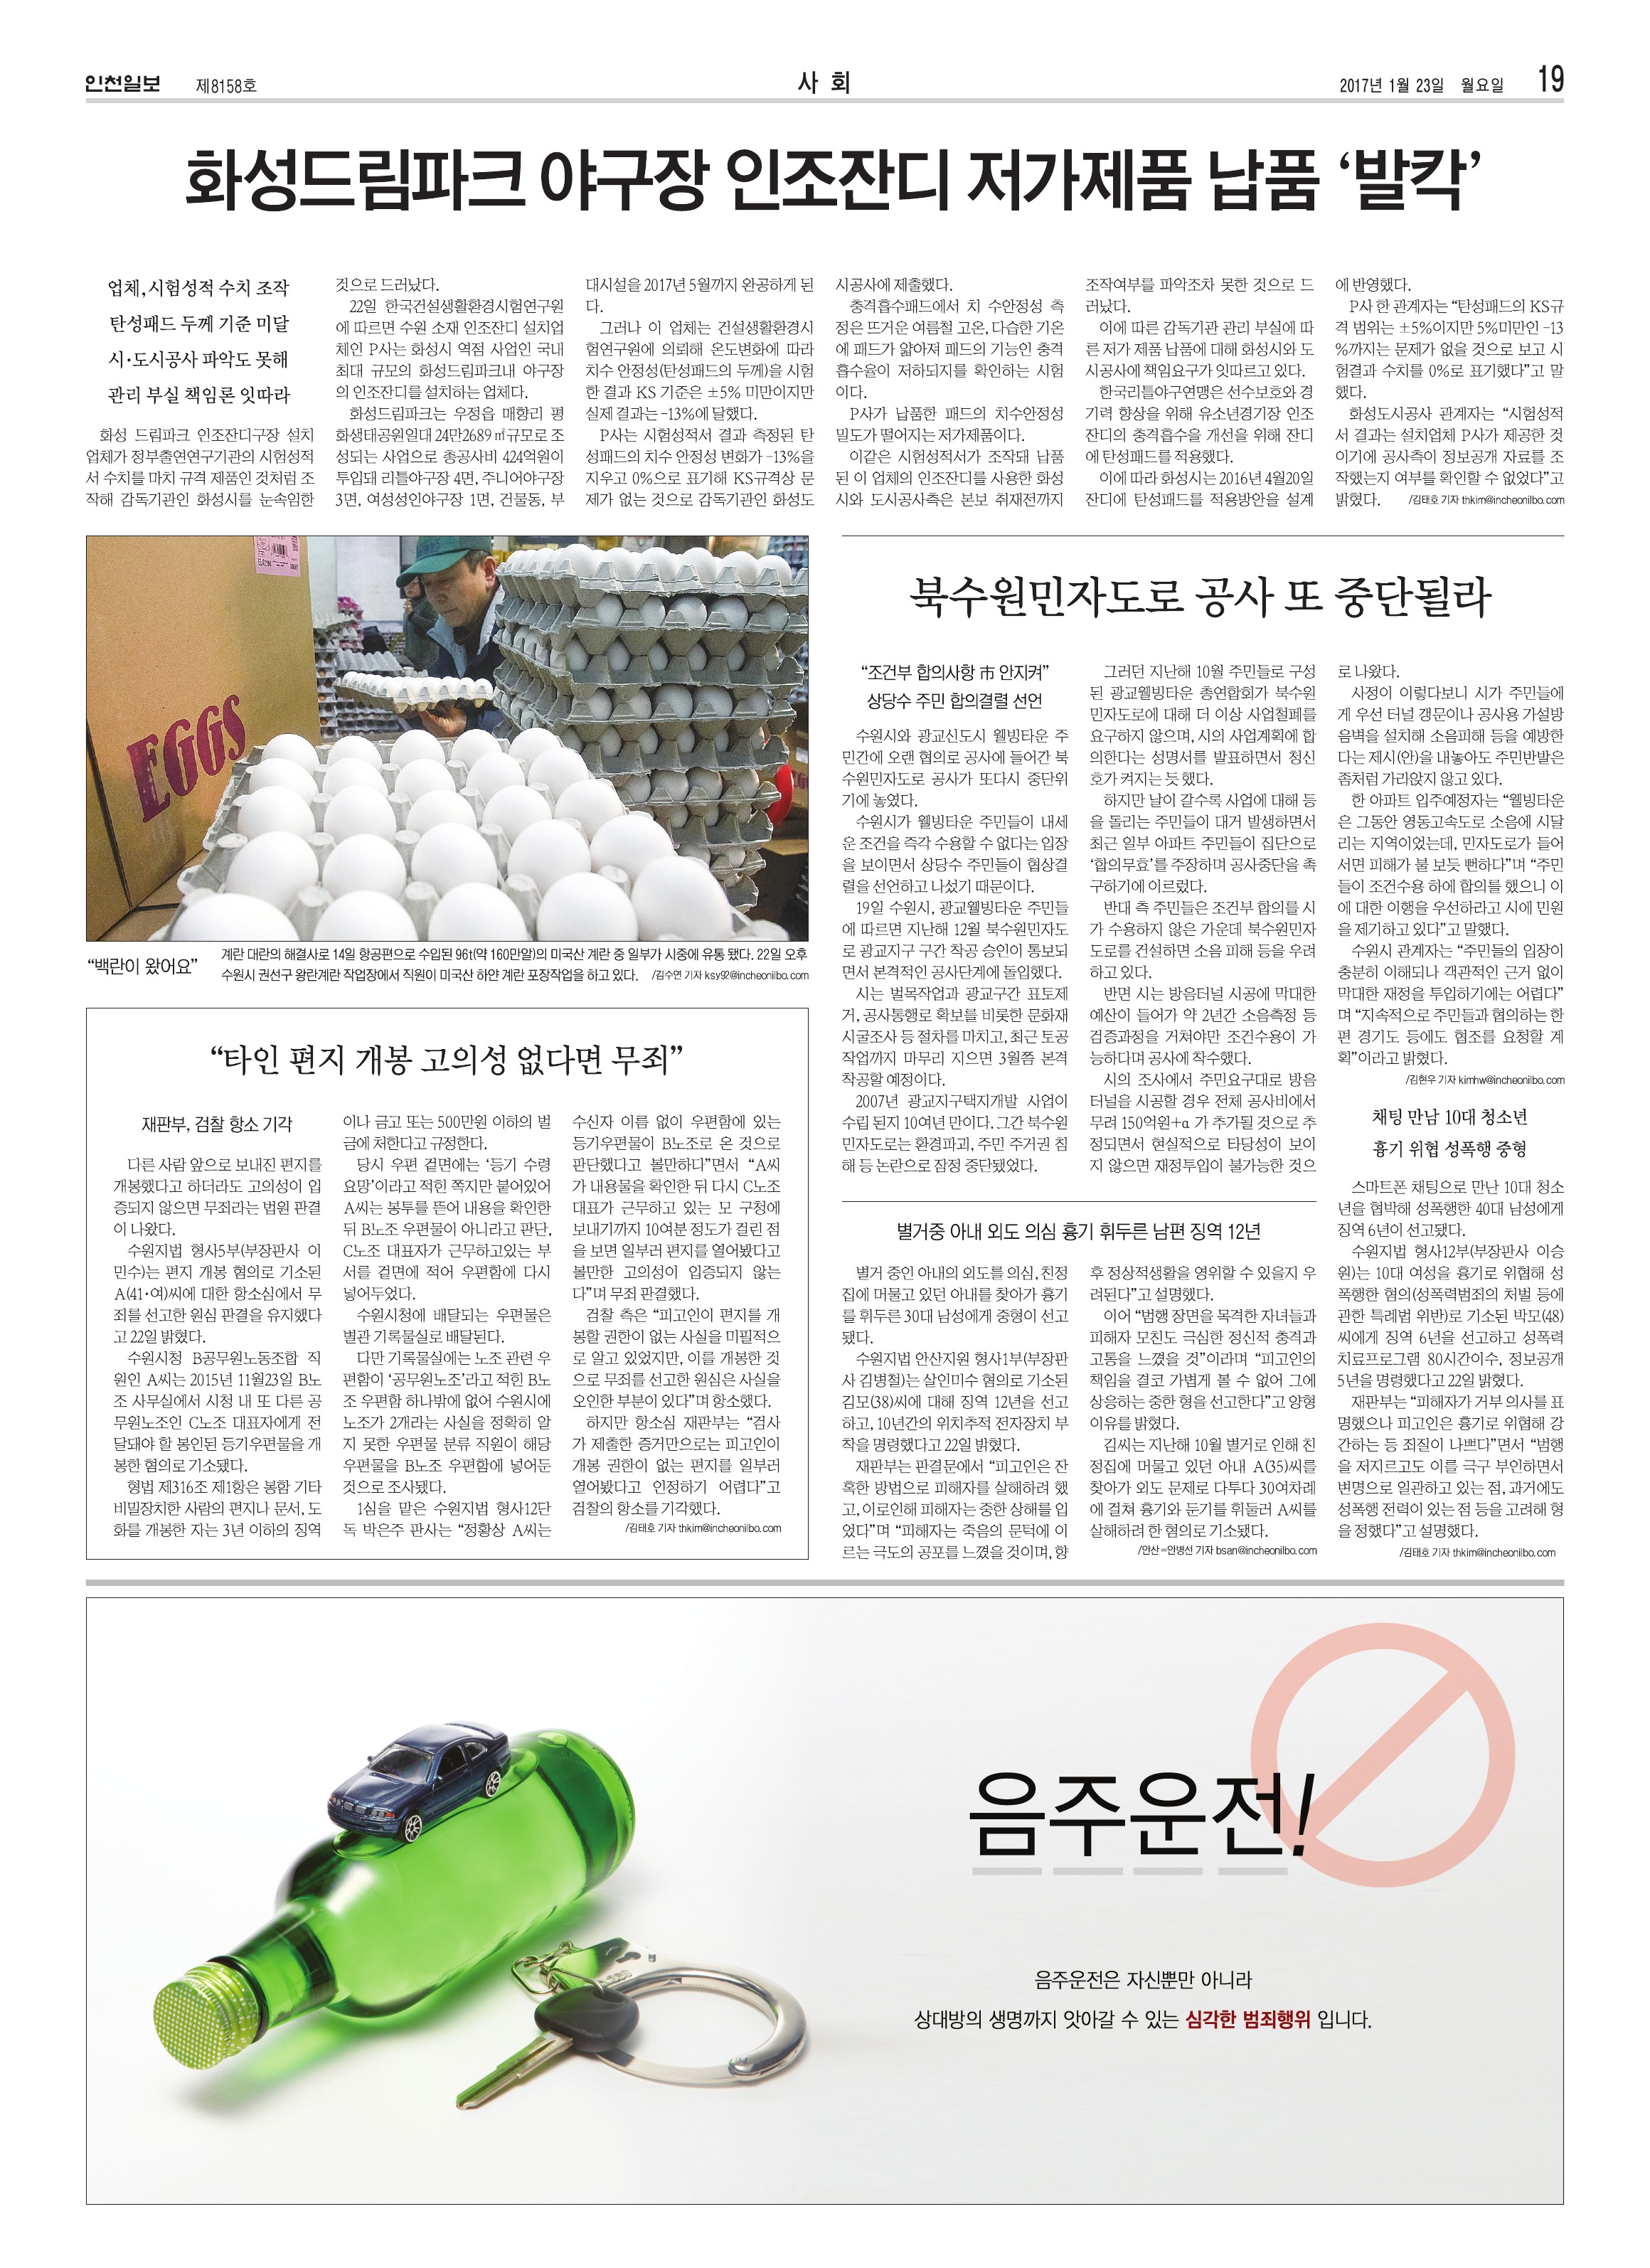 인천일보
제8158호
사 회
2017년 1월 23일 월요일
19
화성드림파크 야구장 인조잔디 저가제품 납품 ‘발칵’
업체, 시험성적 수치 조작
탄성패드 두께 기준 미달
시·도시공사 파악도 못해
관리 부실 책임론 잇따라
화성 드림파크 인조잔디구장 설치
업체가 정부출연연구기관의 시험성적
서 수치를 마치 규격 제품인 것처럼 조
작해 감독기관인 화성시를 눈속임한
것으로 드러났다.
22일 한국건설생활환경시험연구원
에 따르면 수원 소재 인조잔디 설치업
체인 P사는 화성시 역점 사업인 국내
최대 규모의 화성드림파크내 야구장
의 인조잔디를 설치하는 업체다.
화성드림파크는 우정읍 매향리 평
화생태공원일대 24만2689㎡규모로 조
성되는 사업으로 총공사비 424억원이
투입돼 리틀야구장 4면, 주니어야구장
3면, 여성성인야구장 1면, 건물동, 부
대시설을 2017년 5월까지 완공하게 된
다.
그러나 이 업체는 건설생활환경시
험연구원에 의뢰해 온도변화에 따라
치수 안정성(탄성패드의 두께)을 시험
한 결과 KS 기준은 ±5% 미만이지만
실제 결과는 -13%에 달했다.
P사는 시험성적서 결과 측정된 탄
성패드의 치수 안정성 변화가 -13%을
지우고 0%으로 표기해 KS규격상 문
제가 없는 것으로 감독기관인 화성도
시공사에 제출했다.
충격흡수패드에서 치 수안정성 측
정은 뜨거운 여름철 고온, 다습한 기온
에 패드가 얇아져 패드의 기능인 충격
흡수율이 저하되지를 확인하는 시험
이다.
P사가 납품한 패드의 치수안정성
밀도가 떨어지는 저가제품이다.
이같은 시험성적서가 조작돼 납품
된 이 업체의 인조잔디를 사용한 화성
시와 도시공사측은 본보 취재전까지
조작여부를 파악조차 못한 것으로 드
러났다.
이에 따른 감독기관 관리 부실에 따
른 저가 제품 납품에 대해 화성시와 도
시공사에 책임요구가 잇따르고 있다.
한국리틀야구연맹은 선수보호와 경
기력 향상을 위해 유소년경기장 인조
잔디의 충격흡수을 개선을 위해 잔디
에 탄성패드를 적용했다.
이에 따라 화성시는 2016년 4월20일
잔디에 탄성패드를 적용방안을 설계
에 반영했다.
P사 한 관계자는 “탄성패드의 KS규
격 범위는 ±5%이지만 5%미만인 -13
%까지는 문제가 없을 것으로 보고 시
험결과 수치를 0%로 표기했다”고 말
했다.
화성도시공사 관계자는 “시험성적
서 결과는 설치업체 P사가 제공한 것
이기에 공사측이 정보공개 자료를 조
작했는지 여부를 확인할 수 없었다”고
밝혔다. /김태호 기자 thkim@incheonilbo.com
EGGS
“백란이 왔어요”
계란 대란의 해결사로 14일 항공편으로 수입된 96t(약 160만알)의 미국산 계란 중 일부가 시중에 유통 됐다. 22일 오후
수원시 권선구 왕란계란 작업장에서 직원이 미국산 하얀 계란 포장작업을 하고 있다. /김수연 기자 ksy92@incheonilbo.com
“타인 편지 개봉 고의성 없다면 무죄”
재판부, 검찰 항소 기각
다른 사람 앞으로 보내진 편지를
개봉했다고 하더라도 고의성이 입
증되지 않으면 무죄라는 법원 판결
이 나왔다.
수원지법 형사5부(부장판사 이
민수)는 편지 개봉 혐의로 기소된
A(41·여)씨에 대한 항소심에서 무
죄를 선고한 원심 판결을 유지했다
고 22일 밝혔다.
수원시청 B공무원노동조합 직
원인 A씨는 2015년 11월23일 B노
조 사무실에서 시청 내 또 다른 공
무원노조인 C노조 대표자에게 전
달돼야 할 봉인된 등기우편물을 개
봉한 혐의로 기소됐다.
형법 제316조 제1항은 봉함 기타
비밀장치한 사람의 편지나 문서, 도
화를 개봉한 자는 3년 이하의 징역
이나 금고 또는 500만원 이하의 벌
금에 처한다고 규정한다.
당시 우편 겉면에는 ‘등기 수령
요망’이라고 적힌 쪽지만 붙어있어
A씨는 봉투를 뜯어 내용을 확인한
뒤 B노조 우편물이 아니라고 판단,
C노조 대표자가 근무하고있는 부
서를 겉면에 적어 우편함에 다시
넣어두었다.
수원시청에 배달되는 우편물은
별관 기록물실로 배달된다.
다만 기록물실에는 노조 관련 우
편함이 ‘공무원노조’라고 적힌 B노
조 우편함 하나밖에 없어 수원시에
노조가 2개라는 사실을 정확히 알
지 못한 우편물 분류 직원이 해당
우편물을 B노조 우편함에 넣어둔
것으로 조사됐다.
1심을 맡은 수원지법 형사12단
독 박은주 판사는 “정황상 A씨는
수신자 이름 없이 우편함에 있는
등기우편물이 B노조로 온 것으로
판단했다고 볼만하다”면서 “A씨
가 내용물을 확인한 뒤 다시 C노조
대표가 근무하고 있는 모 구청에
보내기까지 10여분 정도가 걸린 점
을 보면 일부러 편지를 열어봤다고
볼만한 고의성이 입증되지 않는
다”며 무죄 판결했다.
검찰 측은 “피고인이 편지를 개
봉할 권한이 없는 사실을 미필적으
로 알고 있었지만, 이를 개봉한 것
으로 무죄를 선고한 원심은 사실을
오인한 부분이 있다”며 항소했다.
하지만 항소심 재판부는 “검사
가 제출한 증거만으로는 피고인이
개봉 권한이 없는 편지를 일부러
열어봤다고 인정하기 어렵다”고
검찰의 항소를 기각했다.
/김태호 기자 thkim@incheonilbo.com
북수원민자도로 공사 또 중단될라
“조건부 합의사항 市 안지켜”
상당수 주민 합의결렬 선언
수원시와 광교신도시 웰빙타운 주
민간에 오랜 협의로 공사에 들어간 북
수원민자도로 공사가 또다시 중단위
기에 놓였다.
수원시가 웰빙타운 주민들이 내세
운 조건을 즉각 수용할 수 없다는 입장
을 보이면서 상당수 주민들이 협상결
렬을 선언하고 나섰기 때문이다.
19일 수원시, 광교웰빙타운 주민들
에 따르면 지난해 12월 북수원민자도
로 광교지구 구간 착공 승인이 통보되
면서 본격적인 공사단계에 돌입했다.
시는 벌목작업과 광교구간 표토제
거, 공사통행로 확보를 비롯한 문화재
시굴조사 등 절차를 마치고, 최근 토공
작업까지 마무리 지으면 3월쯤 본격
착공할 예정이다.
2007년 광교지구택지개발 사업이
수립 된지 10여년 만이다. 그간 북수원
민자도로는 환경파괴, 주민 주거권 침
해 등 논란으로 잠정 중단됐었다.
그러던 지난해 10월 주민들로 구성
된 광교웰빙타운 총연합회가 북수원
민자도로에 대해 더 이상 사업철폐를
요구하지 않으며, 시의 사업계획에 합
의한다는 성명서를 발표하면서 청신
호가 켜지는 듯 했다.
하지만 날이 갈수록 사업에 대해 등
을 돌리는 주민들이 대거 발생하면서
최근 일부 아파트 주민들이 집단으로
‘합의무효’를 주장하며 공사중단을 촉
구하기에 이르렀다.
반대 측 주민들은 조건부 합의를 시
가 수용하지 않은 가운데 북수원민자
도로를 건설하면 소음 피해 등을 우려
하고 있다.
반면 시는 방음터널 시공에 막대한
예산이 들어가 약 2년간 소음측정 등
검증과정을 거쳐야만 조건수용이 가
능하다며 공사에 착수했다.
시의 조사에서 주민요구대로 방음
터널을 시공할 경우 전체 공사비에서
무려 150억원+α가 추가될 것으로 추
정되면서 현실적으로 타당성이 보이
지 않으면 재정투입이 불가능한 것으
로 나왔다.
사정이 이렇다보니 시가 주민들에
게 우선 터널 갱문이나 공사용 가설방
음벽을 설치해 소음피해 등을 예방한
다는 제시(안)을 내놓아도 주민반발은
좀처럼 가라앉지 않고 있다.
한 아파트 입주예정자는 “웰빙타운
은 그동안 영동고속도로 소음에 시달
리는 지역이었는데, 민자도로가 들어
서면 피해가 불 보듯 뻔하다”며 “주민
들이 조건수용 하에 합의를 했으니 이
에 대한 이행을 우선하라고 시에 민원
을 제기하고 있다”고 말했다.
수원시 관계자는 “주민들의 입장이
충분히 이해되나 객관적인 근거 없이
막대한 재정을 투입하기에는 어렵다”
며 “지속적으로 주민들과 협의하는 한
편 경기도 등에도 협조를 요청할 계
획”이라고 밝혔다.
/김현우 기자 kimhw@incheonilbo.com
별거중 아내 외도 의심 흉기 휘두른 남편 징역 12년
별거 중인 아내의 외도를 의심, 친정
집에 머물고 있던 아내를 찾아가 흉기
를 휘두른 30대 남성에게 중형이 선고
됐다.
수원지법 안산지원 형사1부(부장판
사 김병철)는 살인미수 혐의로 기소된
김모(38)씨에 대해 징역 12년을 선고
하고, 10년간의 위치추적 전자장치 부
착을 명령했다고 22일 밝혔다.
재판부는 판결문에서 “피고인은 잔
혹한 방법으로 피해자를 살해하려 했
고, 이로인해 피해자는 중한 상해를 입
었다”며 “피해자는 죽음의 문턱에 이
르는 극도의 공포를 느꼈을 것이며, 향
후 정상적생활을 영위할 수 있을지 우
려된다”고 설명했다.
이어 “범행 장면을 목격한 자녀들과
피해자 모친도 극심한 정신적 충격과
고통을 느꼈을 것”이라며 “피고인의
책임을 결코 가볍게 볼 수 없어 그에
상응하는 중한 형을 선고한다”고 양형
이유를 밝혔다.
김씨는 지난해 10월 별거로 인해 친
정집에 머물고 있던 아내 A(35)씨를
찾아가 외도 문제로 다투다 30여차례
에 걸쳐 흉기와 둔기를 휘둘러 A씨를
살해하려 한 혐의로 기소됐다.
/안산=안병선 기자 bsan@incheonilbo.com
채팅 만남 10대 청소년
흉기 위협 성폭행 중형
스마트폰 채팅으로 만난 10대 청소
년을 협박해 성폭행한 40대 남성에게
징역 6년이 선고됐다.
수원지법 형사12부(부장판사 이승
원)는 10대 여성을 흉기로 위협해 성
폭행한 혐의(성폭력범죄의 처벌 등에
관한 특례법 위반)로 기소된 박모(48)
씨에게 징역 6년을 선고하고 성폭력
치료프로그램 80시간이수, 정보공개
5년을 명령했다고 22일 밝혔다.
재판부는 “피해자가 거부 의사를 표
명했으나 피고인은 흉기로 위협해 강
간하는 등 죄질이 나쁘다”면서 “범행
을 저지르고도 이를 극구 부인하면서
변명으로 일관하고 있는 점, 과거에도
성폭행 전력이 있는 점 등을 고려해 형
을 정했다”고 설명했다.
/김태호 기자 thkim@incheonilbo.com
음주운전!
음주운전은 자신뿐만 아니라
상대방의 생명까지 앗아갈 수 있는 심각한 범죄행위 입니다.